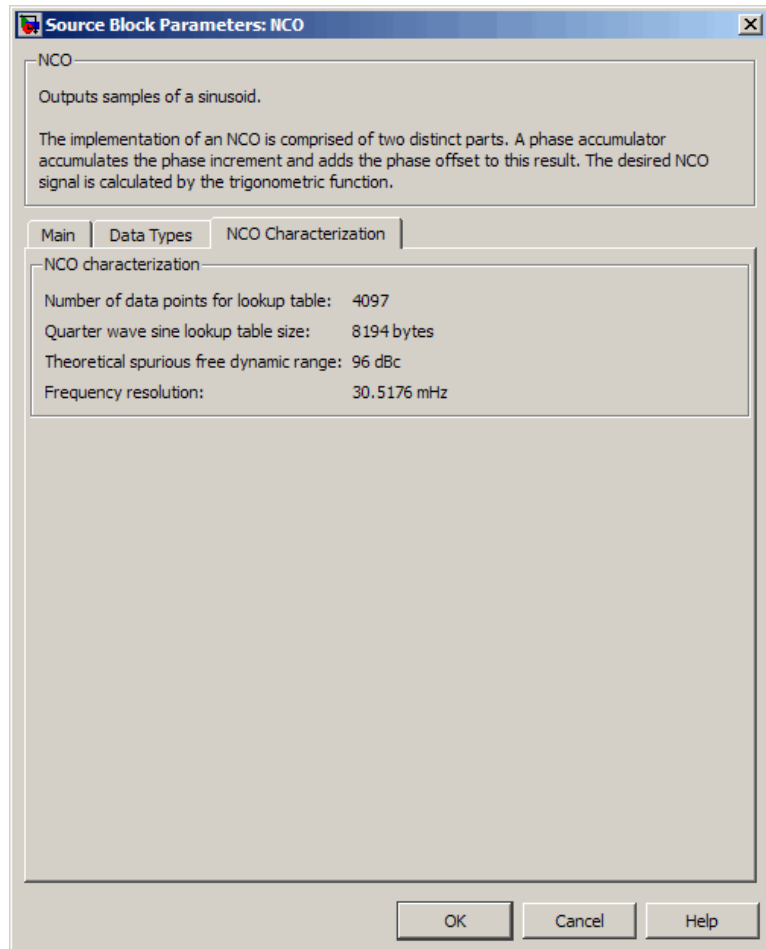 Source Block Parameters: NCO
NCO
Outputs samples of a sinusoid.
The implementation of an NCO is comprised of two distinct parts. A phase accumulator
accumulates the phase increment and adds the phase offset to this result. The desired NCO
signal is calculated by the trigonometric function.
Main Data Types NCO Characterization
NCO characterization
Number of data points for lookup table: 4097
Quarter wave sine lookup table size: 8194 bytes
Theoretical spurious free dynamic range: 96 dBc
Frequency resolution: 30.5176 mHz
OK Cancel Help